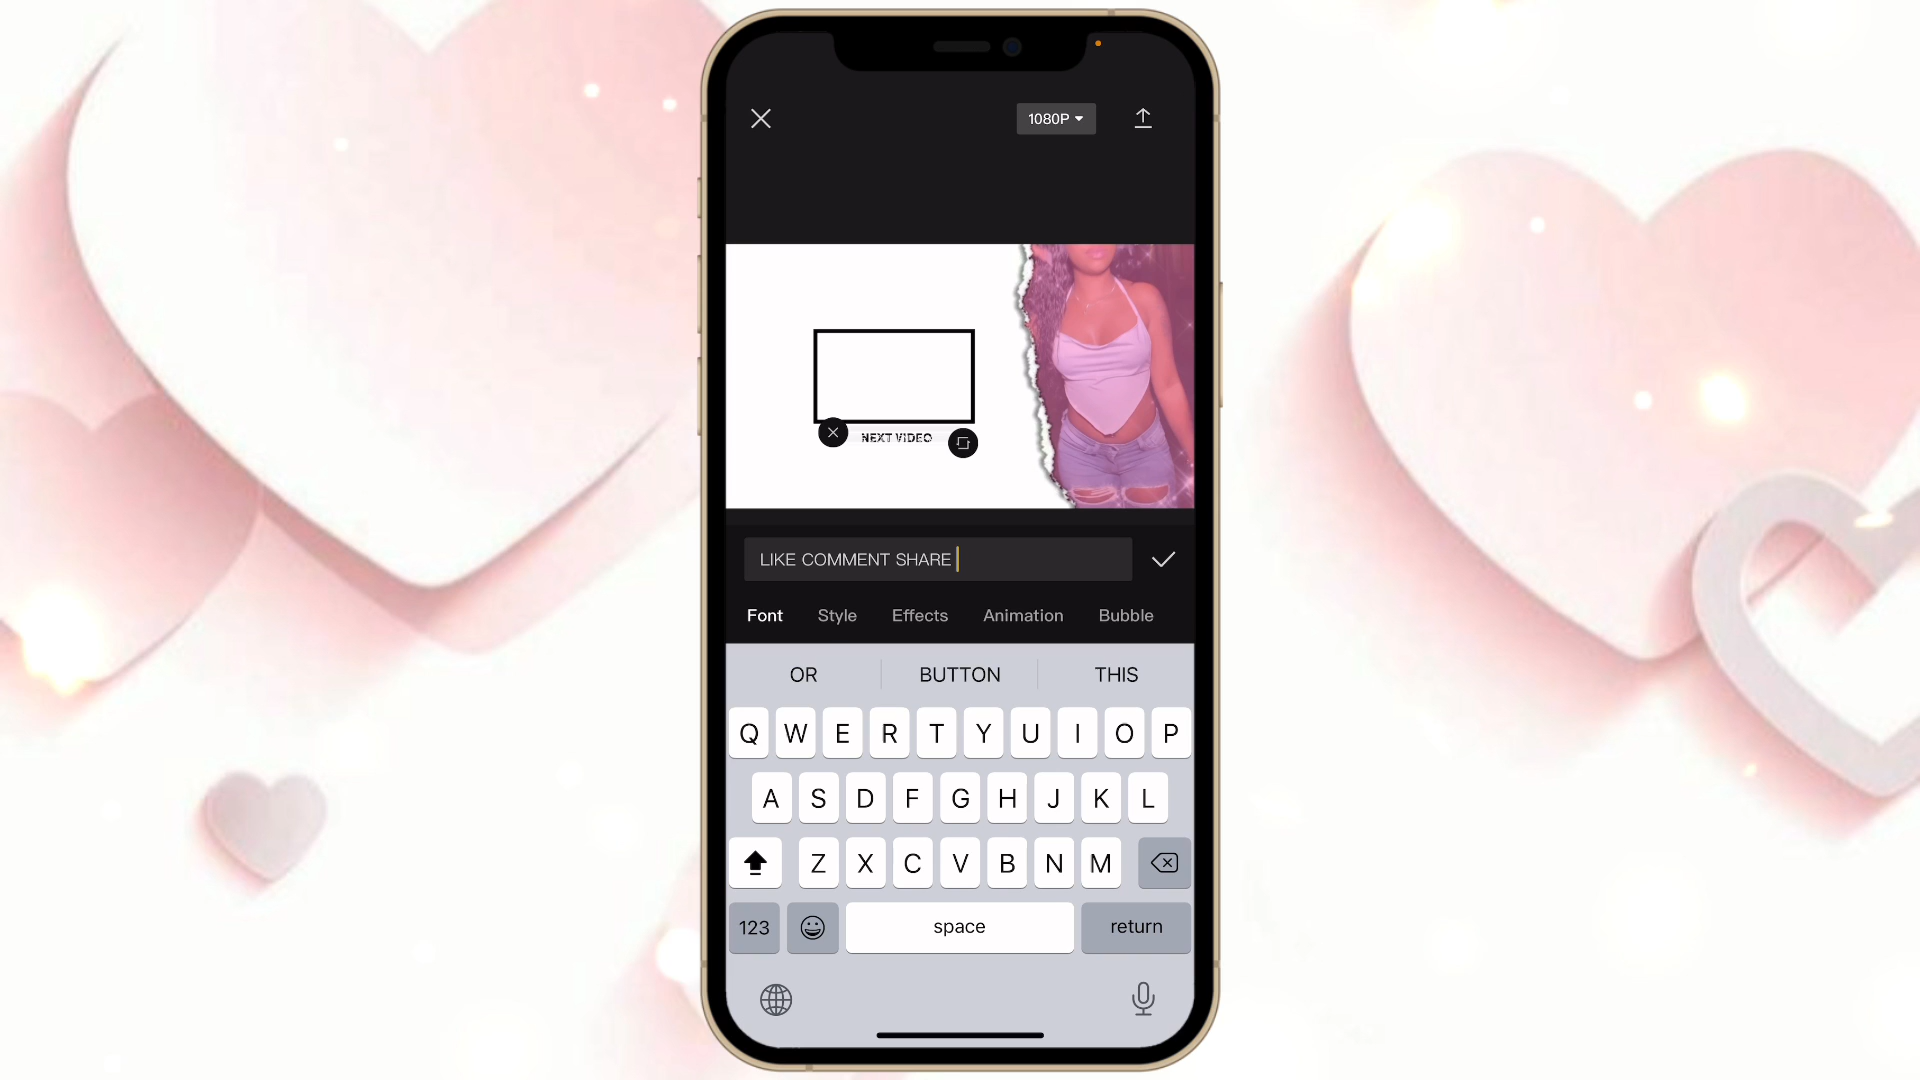 1080P
NEXT VIDEO
LIKE COMMENT SHARE
Font Style Effects Animation Bubble
OR BUTTON THIS
Q W E R T Y U I O P
A S D F G H J K L
Z X C V B N M
123 space return